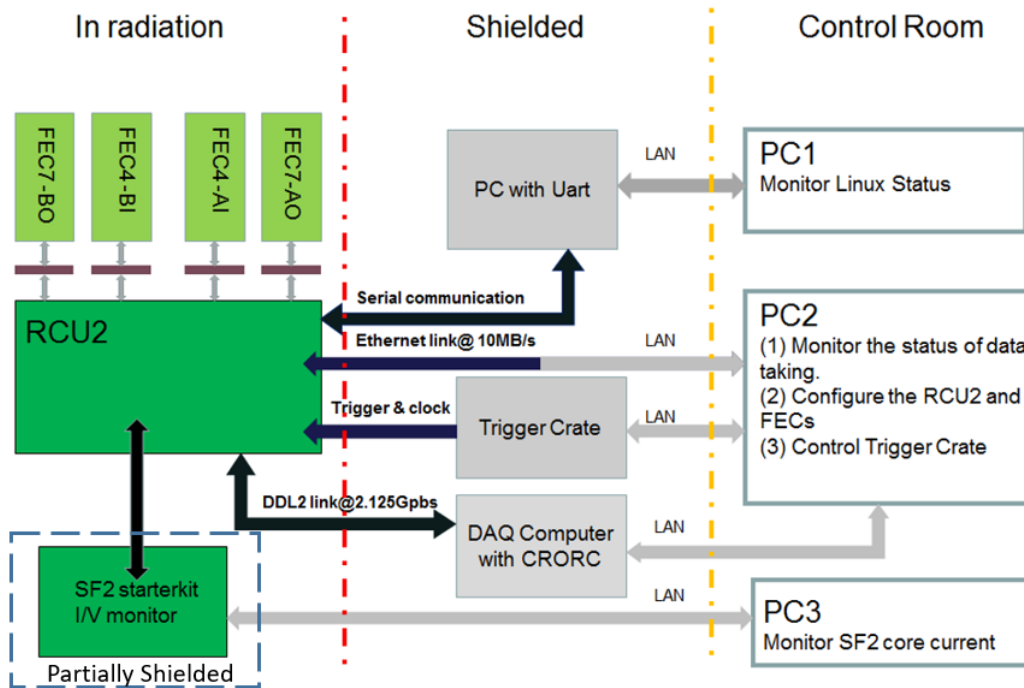 In radiation
Shielded
Control Room
FEC7-BO
FEC4-BI
FEC4-AI
FEC7-AO
PC with Uart
LAN
PC1
Monitor Linux Status
RCU2
Serial communication
Ethernet link@ 10MB/s
LAN
PC2
(1) Monitor the status of data
taking.
(2) Configure the RCU2 and
FECs
(3) Control Trigger Crate
Trigger & clock
Trigger Crate
LAN
DDL2 link@2.125Gpbs
DAQ Computer
with CRORC
LAN
SF2 starterkit
I/V monitor
Partially Shielded
LAN
PC3
Monitor SF2 core current